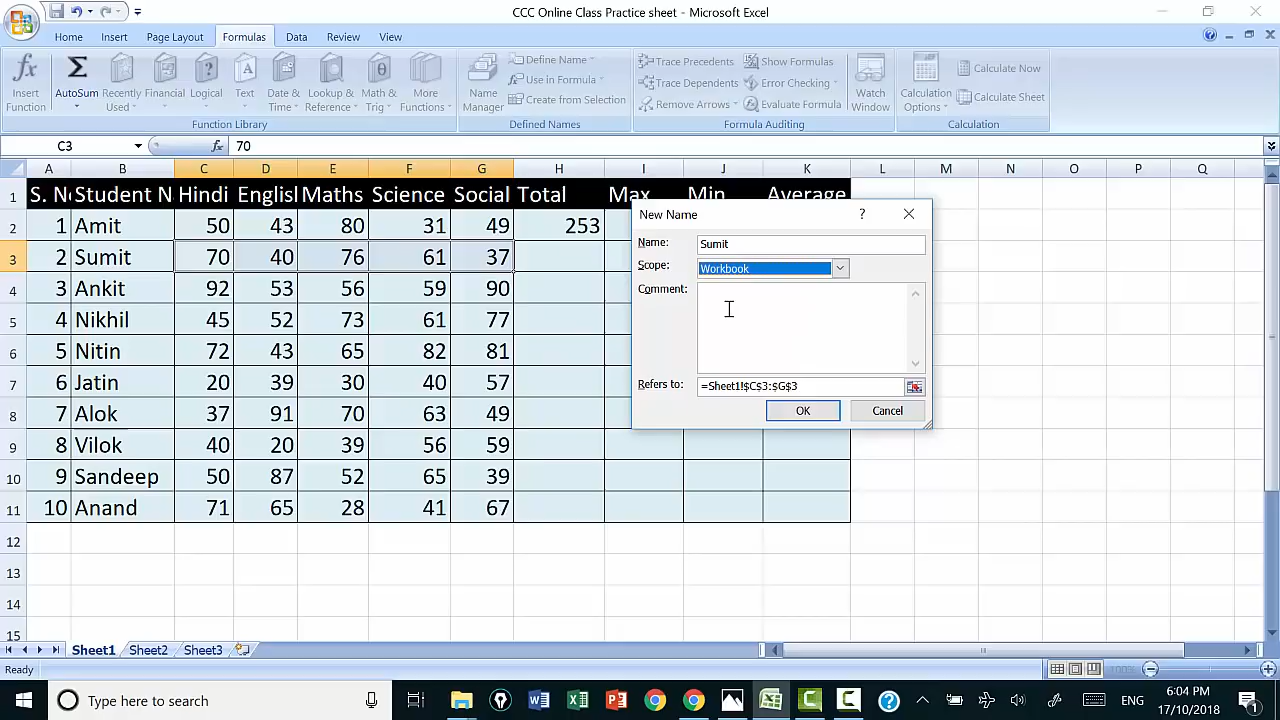 CCC Online Class Practice sheet - Microsoft Excel
Home Insert Page Layout Formulas Data Review View
Insert Function
AutoSum
Recently Used
Financial
Logical
Text
Date & Time
Lookup & Reference
Math & Trig
More Functions
Function Library
Name Manager
Define Name
Use in Formula
Create from Selection
Defined Names
Trace Precedents
Trace Dependents
Remove Arrows
Show Formulas
Error Checking
Evaluate Formula
Formula Auditing
Watch Window
Calculation Options
Calculate Now
Calculate Sheet
Calculation
C3 fx 70
A B C D E F G H I J K L M N O P Q
1 S. No Student N Hindi English Maths Science Social Total Max Min Average
2 1 Amit 50 43 80 31 49 253
3 2 Sumit 70 40 76 61 37
4 3 Ankit 92 53 56 59 90
5 4 Nikhil 45 52 73 61 77
6 5 Nitin 72 43 65 82 81
7 6 Jatin 20 39 30 40 57
8 7 Alok 37 91 70 63 49
9 8 Vilok 40 20 39 56 59
10 9 Sandeep 50 87 52 65 39
11 10 Anand 71 65 28 41 67
12
13
14
15
New Name ?
Name: Sumit
Scope: Workbook
Comment:
Refers to: =Sheet1!$C$3:$G$3
OK Cancel
Sheet1 Sheet2 Sheet3
Ready 100%
Type here to search
ENG
6:04 PM
17/10/2018
1